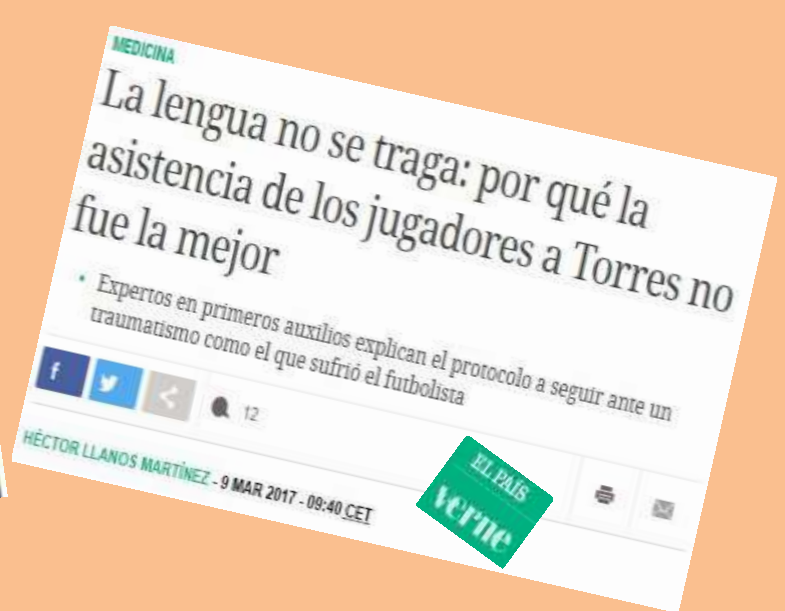 MEDICINA
La lengua no se traga: por qué la
asistencia de los jugadores a Torres no
fue la mejor
• Expertos en primeros auxilios explican el protocolo a seguir ante un
traumatismo como el que sufrió el futbolista
12
HÉCTOR LLANOS MARTÍNEZ - 9 MAR 2017 - 09:40 CET
EL PAÍS
verne